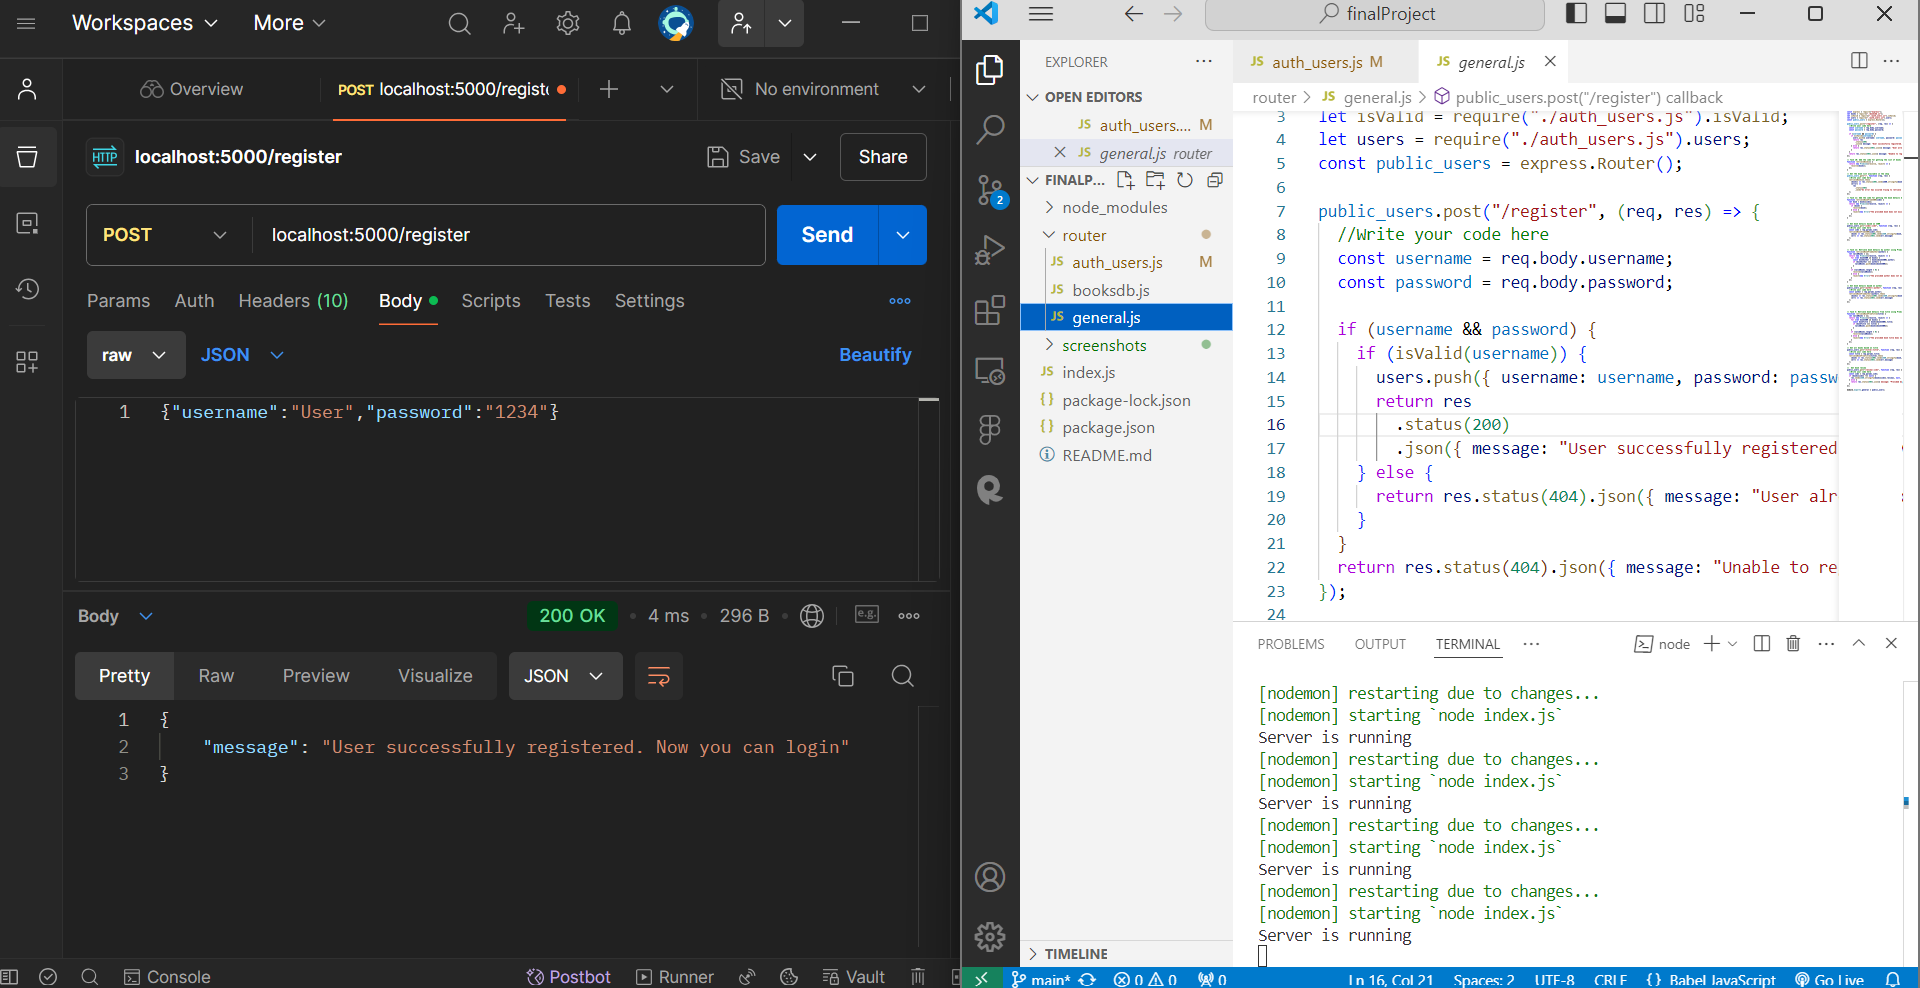 Workspaces More
Overview
POST localhost:5000/regist
No environment
HTTP localhost:5000/register
Save
Share
POST
localhost:5000/register
Send
Params Auth Headers (10) Body Scripts Tests Settings
raw JSON
Beautify
1 {"username":"User","password":"1234"}
Body
200 OK 4 ms 296 B
e.g.
Pretty Raw Preview Visualize JSON
1 {
2 "message": "User successfully registered. Now you can login"
3 }
Console
Postbot Runner Vault
finalProject
EXPLORER
OPEN EDITORS
JS auth_users.... M
JS general.js router
FINALP...
node_modules
router
JS auth_users.js M
JS booksdb.js
JS general.js
screenshots
JS index.js
{} package-lock.json
{} package.json
README.md
TIMELINE
2
JS auth_users.js M
JS general.js
router > JS general.js > public_users.post("/register") callback
3 let isValid = require("./auth_users.js").isValid;
4 let users = require("./auth_users.js").users;
5 const public_users = express.Router();
6
7 public_users.post("/register", (req, res) => {
8 //Write your code here
9 const username = req.body.username;
10 const password = req.body.password;
11
12 if (username && password) {
13 if (isValid(username)) {
14 users.push({ username: username, password: passw
15 return res
16 .status(200)
17 .json({ message: "User successfully registered
18 } else {
19 return res.status(404).json({ message: "User alr
20 }
21 }
22 return res.status(404).json({ message: "Unable to re
23 });
24
PROBLEMS OUTPUT TERMINAL
node
[nodemon] restarting due to changes...
[nodemon] starting `node index.js`
Server is running
[nodemon] restarting due to changes...
[nodemon] starting `node index.js`
Server is running
[nodemon] restarting due to changes...
[nodemon] starting `node index.js`
Server is running
[nodemon] restarting due to changes...
[nodemon] starting `node index.js`
Server is running
main* 0 0 0
Ln 16, Col 21 Spaces: 2 UTF-8 CRLF {} Babel JavaScript Go Live